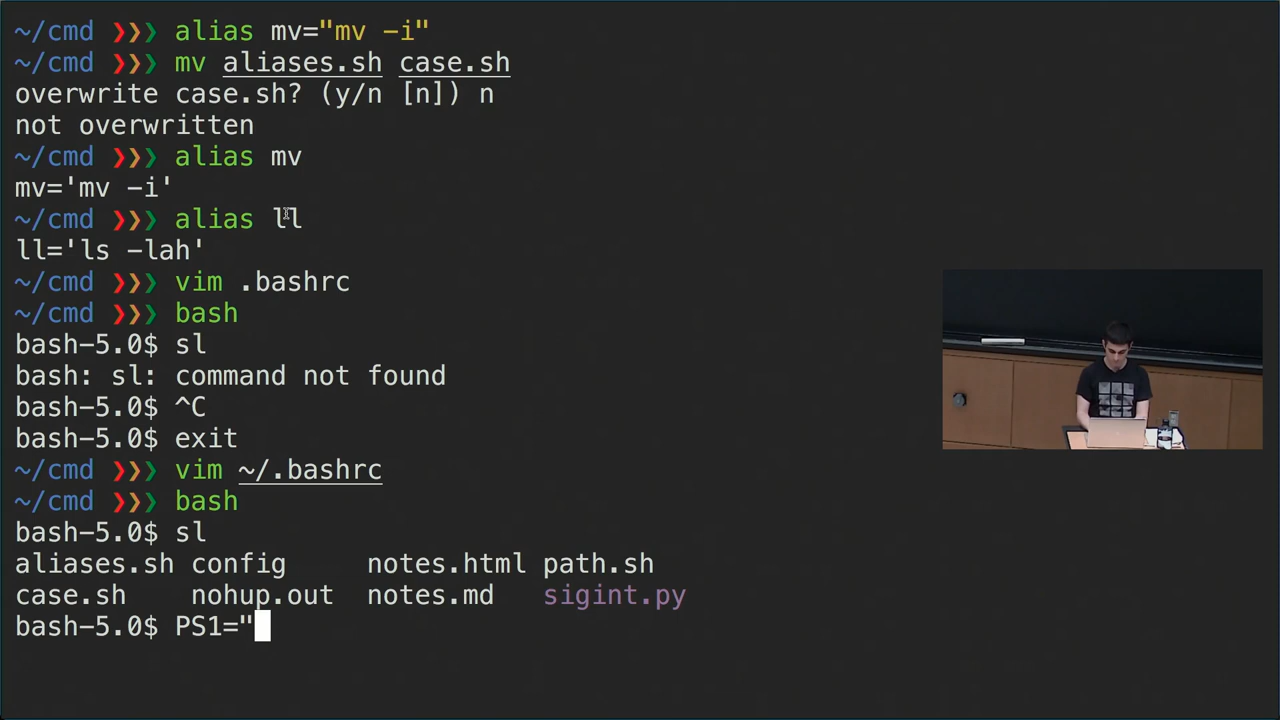 ~/cmd ❯❯❯ alias mv="mv -i"
~/cmd ❯❯❯ mv aliases.sh case.sh
overwrite case.sh? (y/n [n]) n
not overwritten
~/cmd ❯❯❯ alias mv
mv='mv -i'
~/cmd ❯❯❯ alias ll
ll='ls -lah'
~/cmd ❯❯❯ vim .bashrc
~/cmd ❯❯❯ bash
bash-5.0$ sl
bash: sl: command not found
bash-5.0$ ^C
bash-5.0$ exit
~/cmd ❯❯❯ vim ~/.bashrc
~/cmd ❯❯❯ bash
bash-5.0$ sl
aliases.sh config notes.html path.sh
case.sh nohup.out notes.md sigint.py
bash-5.0$ PS1="